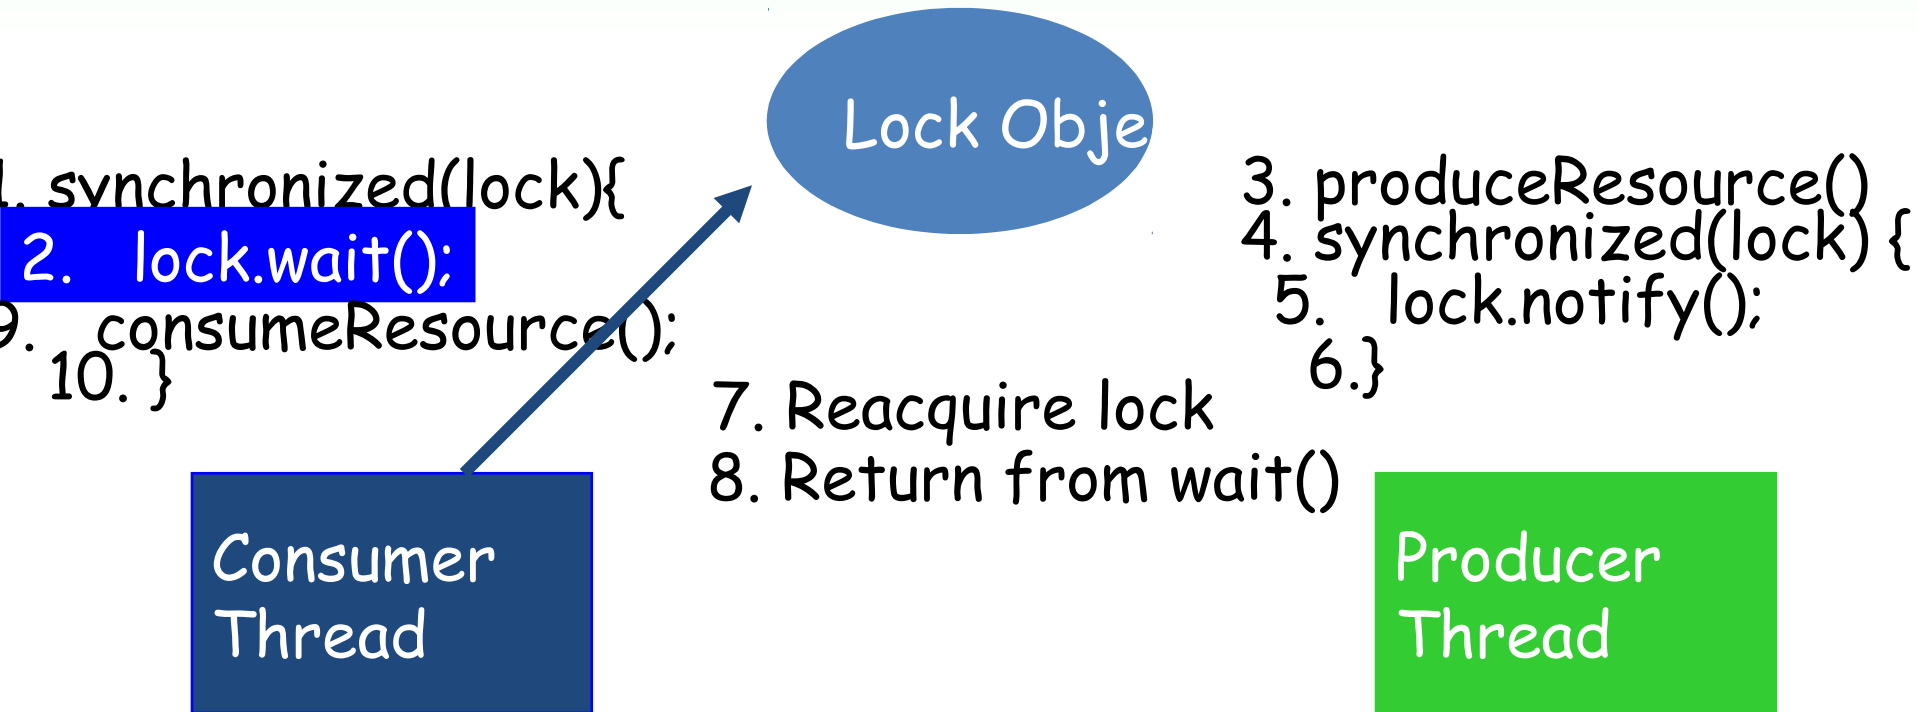 Lock Obje
1. synchronized(lock){
2. lock.wait();
9. consumeResource();
10. }
3. produceResource()
4. synchronized(lock) {
5. lock.notify();
6.}
7. Reacquire lock
8. Return from wait()
Consumer
Thread
Producer
Thread